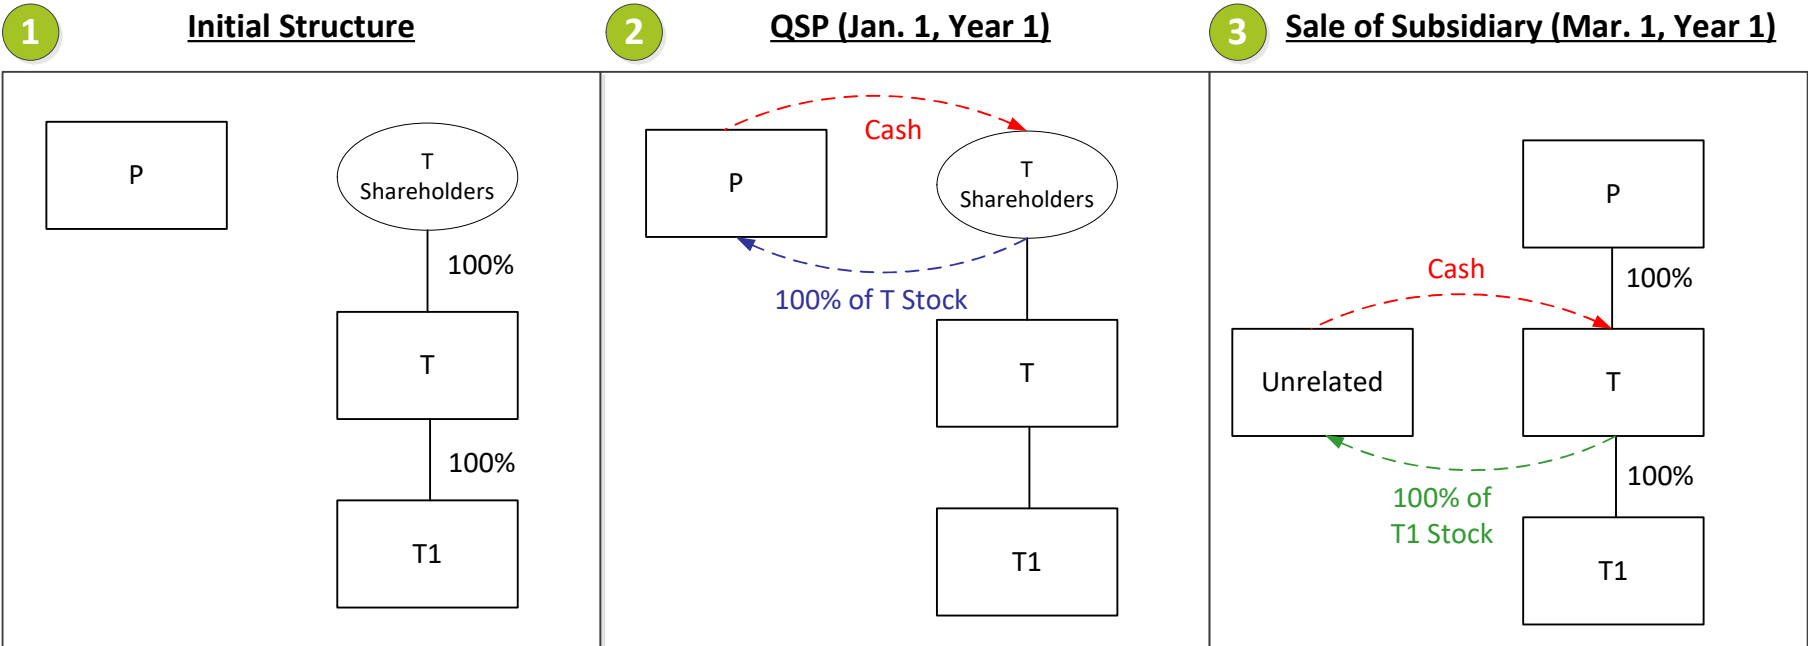 1
Initial Structure
P
T
Shareholders
100%
T
100%
T1
2
QSP (Jan. 1, Year 1)
Cash
P
T
Shareholders
100% of T Stock
T
T1
3
Sale of Subsidiary (Mar. 1, Year 1)
P
Cash
100%
Unrelated
T
100%
100% of
T1 Stock
T1